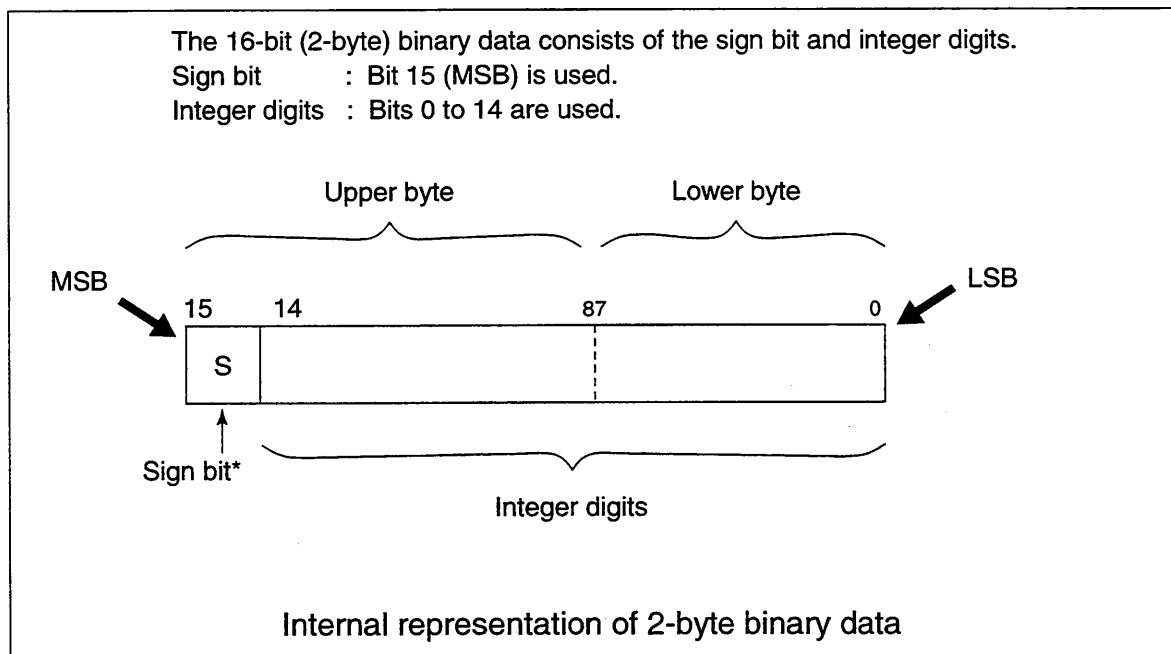 The 16-bit (2-byte) binary data consists of the sign bit and integer digits.
Sign bit : Bit 15 (MSB) is used.
Integer digits : Bits 0 to 14 are used.
Upper byte Lower byte
MSB LSB
15 14 87 0
S
Sign bit*
Integer digits
Internal representation of 2-byte binary data